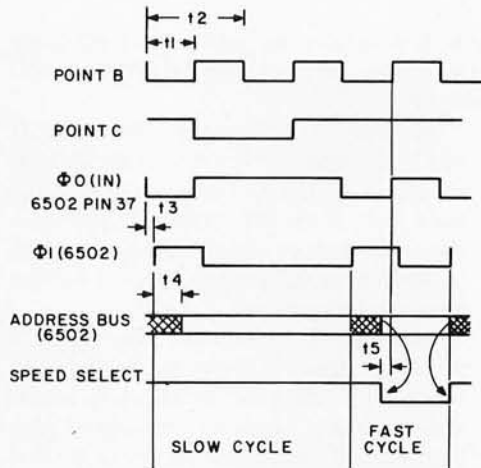 t2
t1
POINT B
POINT C
ΦO (IN)
6502 PIN 37
t3
Φ1 (6502)
t4
ADDRESS BUS
(6502)
t5
SPEED SELECT
SLOW CYCLE
FAST
CYCLE